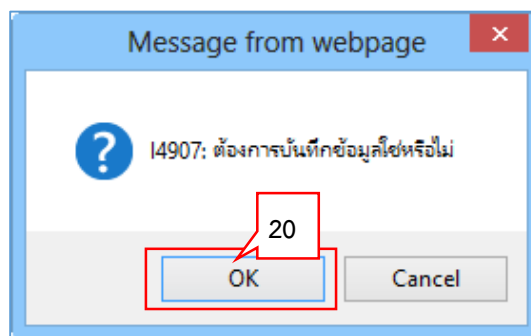 Message from webpage
I4907: ต้องการบันทึกข้อมูลใช่หรือไม่
20
OK
Cancel